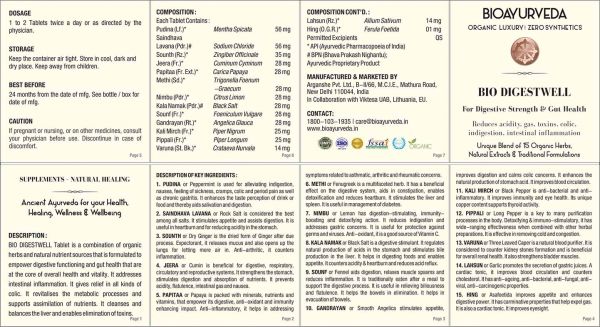 DOSAGE
1 to 2 Tablets twice a day or as directed by the
physician.
STORAGE
Keep the container air tight. Store in cool, dark and
dry place. Keep away from children.
BEST BEFORE
24 months from the date of mfg. See bottle / box for
date of mfg.
CAUTION
If pregnant or nursing, or on other medicines, consult
your physician before use. Discontinue in case of
discomfort.
Page 5
COMPOSITION :
Each Tablet Contains :
Pudina (Lf.)* Mentha Spicata 56 mg
Saindhava
Lavana (Pdr.)# Sodium Chloride 56 mg
Sounth (Rz.)* Zingiber Officinale 35 mg
Jeera (Fr.)* Cuminum Cyminum 28 mg
Papitaa (Fr. Ext.)* Carica Papaya 28 mg
Methi (Sd.)* Trigonella Foenum
–Graecum 28 mg
Nimbu (Pdr.)* Citrus Limon 28 mg
Kala Namak (Pdr.)# Black Salt 28 mg
Sounf (Fr.)* Foeniculum Vulgare 28 mg
Gandrayan (Rt.)* Angelica Glauca 28 mg
Kali Mirch (Fr.)* Piper Nigrum 25 mg
Pippali (Fr.)* Piper Longum 25 mg
Varuna (St. Bk.)* Crataeva Nurvala 14 mg
Page 6
COMPOSITION CONT'D. :
Lahsun (Rz.)* Allium Sativum 14 mg
Hing (O.G.R.)* Ferula Foetida 01 mg
Permitted Excipients QS
* API (Ayurvedic Pharmacopoeia of India)
# BPN (Bhava Prakash Nighantu);
Ayurvedic Proprietary Product
MANUFACTURED & MARKETED BY
Arganshe Pvt. Ltd., B–II/66, M.C.I.E., Mathura Road,
New Delhi 110044, India
In Collaboration with Viktesa UAB, Lithuania, EU.
CONTACT:
1800–103–1935 | care@bioayurveda.in
www.bioayurveda.in
fssai
ORGANIC
Page 7
BIOAYURVEDA
ORGANIC LUXURY | ZERO SYNTHETICS
BIO DIGESTWELL
For Digestive Strength & Gut Health
Reduces acidity, gas, toxins, colic,
indigestion, intestinal inflammation
Unique Blend of 15 Organic Herbs,
Natural Extracts & Traditional Formulations
SUPPLEMENTS – NATURAL HEALING
Ancient Ayurveda for your Health,
Healing, Wellness & Wellbeing
DESCRIPTION :
BIO DIGESTWELL Tablet is a combination of organic
herbs and natural nutrient sources that is formulated to
empower digestive functioning and gut health that are
at the core of overall health and vitality. It addresses
intestinal inflammation. It gives relief in all kinds of
colic. It revitalises the metabolic processes and
supports assimilation of nutrients. It cleanses and
balances the liver and enables elimination of toxins.
Page 1
DESCRIPTION OF KEY INGREDIENTS :
1. PUDINA or Peppermint is used for alleviating indigestion,
nausea, feeling of sickness, cramps, colic and period pain as well
as chronic gastritis. It enhances the taste perception of drink or
food and thereby aids salivation and digestion.
2. SAINDHAVA LAVANA or Rock Salt is considered the best
among all salts. It stimulates appetite and assists digestion. It is
useful in heartburn and for reducing acidity in the stomach.
3. SOUNTH or Dry Ginger is the dried form of Ginger after due
process. Expectorant, it releases mucus and also opens up the
lungs for letting more air in. Anti–arthritic, it counters
inflammation.
4. JEERA or Cumin is beneficial for digestive, respiratory,
circulatory and reproductive systems. It strengthens the stomach,
stimulates digestion and absorption of nutrients. It prevents
acidity, flatulence, intestinal gas and nausea.
5. PAPITAA or Papaya is packed with minerals, nutrients and
vitamins, that empower its digestive, anti–oxidant and immunity
enhancing impact. Anti–inflammatory, it helps in addressing
Page 2
symptoms related to asthmatic, arthritic and rheumatic concerns.
6. METHI or Fenugreek is a multifaceted herb. It has a beneficial
effect on the digestive system, aids in constipation, enables
detoxification and reduces heartburn. It stimulates the liver and
spleen. It is useful in management of diabetes.
7. NIMBU or Lemon has digestion–stimulating, immunity–
boosting and detoxifying action. It reduces indigestion and
addresses gastric concerns. It is useful for protection against
germs and viruses. Anti–oxidant, it is a good source of Vitamin C.
8. KALA NAMAK or Black Salt is a digestive stimulant. It regulates
natural production of acids in the stomach and stimulates bile
production in the liver. It helps in digesting foods and enables
appetite. It counters acidity & heartburn and reduces acid reflux.
9. SOUNF or Fennel aids digestion, relaxes muscle spasms and
reduces inflammation. It is traditionally eaten after a meal to
support the digestive process. It is useful in relieving biliousness
and flatulence. It helps the bowels in elimination. It helps in
evacuation of bowels.
10. GANDRAYAN or Smooth Angelica stimulates appetite,
Page 3
improves digestion and calms colic concerns. It enhances the
natural production of stomach acid. It improves blood circulation.
11. KALI MIRCH or Black Pepper is anti–bacterial and anti–
inflammatory. It improves immunity and eye health. Its unique
copper content supports thyroid activity.
12. PIPPALI or Long Pepper is a key to many purification
processes in the body. Detoxifying & immuno–stimulatory, it has
wide–ranging effectiveness when combined with other herbal
preparations. It is effective in removing cold and congestion.
13. VARUNA or Three Leaved Caper is a natural blood purifier. It is
considered to counter kidney stones formation and is beneficial
for overall renal health. It also strengthens bladder muscles.
14. LAHSUN or Garlic promotes the secretion of gastric juices. A
cardiac tonic, it improves blood circulation and counters
cholesterol. It has anti–ageing, anti–bacterial, anti–fungal, anti–
viral, anti–carcinogenic properties.
15. HING or Asafetida improves appetite and enhances
digestive power. It has carminative properties that help expel gas.
It is also a cardiac tonic. It improves eyesight.
Page 4